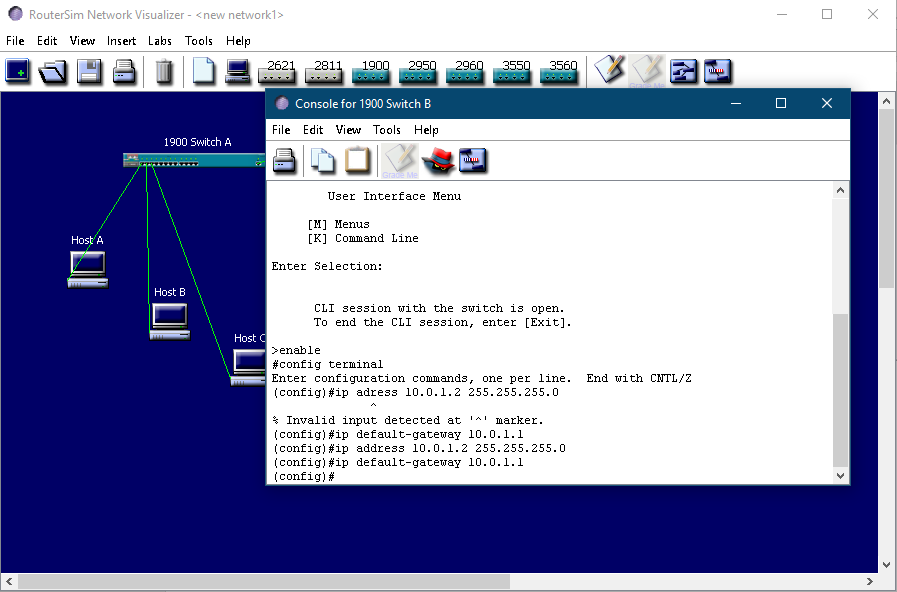 RouterSim Network Visualizer - <new network1>
File Edit View Insert Labs Tools Help
2621 2811 1900 2950 2960 3550 3560
Grade Me
Console for 1900 Switch B
File Edit View Tools Help
Grade Me
1900 Switch A
Host A
Host B
Host C
User Interface Menu
[M] Menus
[K] Command Line
Enter Selection:
CLI session with the switch is open.
To end the CLI session, enter [Exit].
>enable
#config terminal
Enter configuration commands, one per line.  End with CNTL/Z
(config)#ip adress 10.0.1.2 255.255.255.0
^
% Invalid input detected at '^' marker.
(config)#ip default-gateway 10.0.1.1
(config)#ip address 10.0.1.2 255.255.255.0
(config)#ip default-gateway 10.0.1.1
(config)#